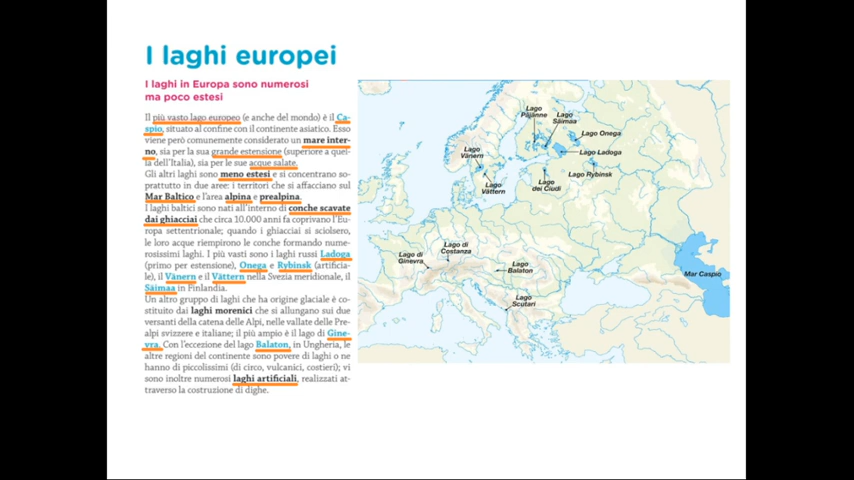 I laghi europei
I laghi in Europa sono numerosi
ma poco estesi
Il più vasto lago europeo (e anche del mondo) è il Ca-
spio, situato al confine con il continente asiatico. Esso
viene però comunemente considerato un mare inter-
no, sia per la sua grande estensione (superiore a quel-
la dell'Italia), sia per le sue acque salate.
Gli altri laghi sono meno estesi e si concentrano so-
prattutto in due aree: i territori che si affacciano sul
Mar Baltico e l'area alpina e prealpina.
I laghi baltici sono nati all'interno di conche scavate
dai ghiacciai che circa 10.000 anni fa coprivano l'Eu-
ropa settentrionale; quando i ghiacciai si sciolsero,
le loro acque riempirono le conche formando nume-
rosissimi laghi. I più vasti sono i laghi russi Ladoga
(primo per estensione), Onega e Rybinsk (artificia-
le), il Vänern e il Vättern nella Svezia meridionale, il
Sàimaa in Finlandia.
Un altro gruppo di laghi che ha origine glaciale è co-
stituito dai laghi morenici che si allungano sui due
versanti della catena delle Alpi, nelle vallate delle Pre-
alpi svizzere e italiane; il più ampio è il lago di Gine-
vra. Con l'eccezione del lago Balaton, in Ungheria, le
altre regioni del continente sono povere di laghi o ne
hanno di piccolissimi (di circo, vulcanici, costieri); vi
sono inoltre numerosi laghi artificiali, realizzati at-
traverso la costruzione di dighe.
Lago
Päijänne
Lago
Sàimaa
Lago Onega
Lago
Vänern
Lago Ladoga
Lago
Vättern
Lago
dei Ciudi
Lago Rybinsk
Lago di
Ginevra
Lago di
Costanza
Lago
Balaton
Lago
Scutari
Mar Caspio